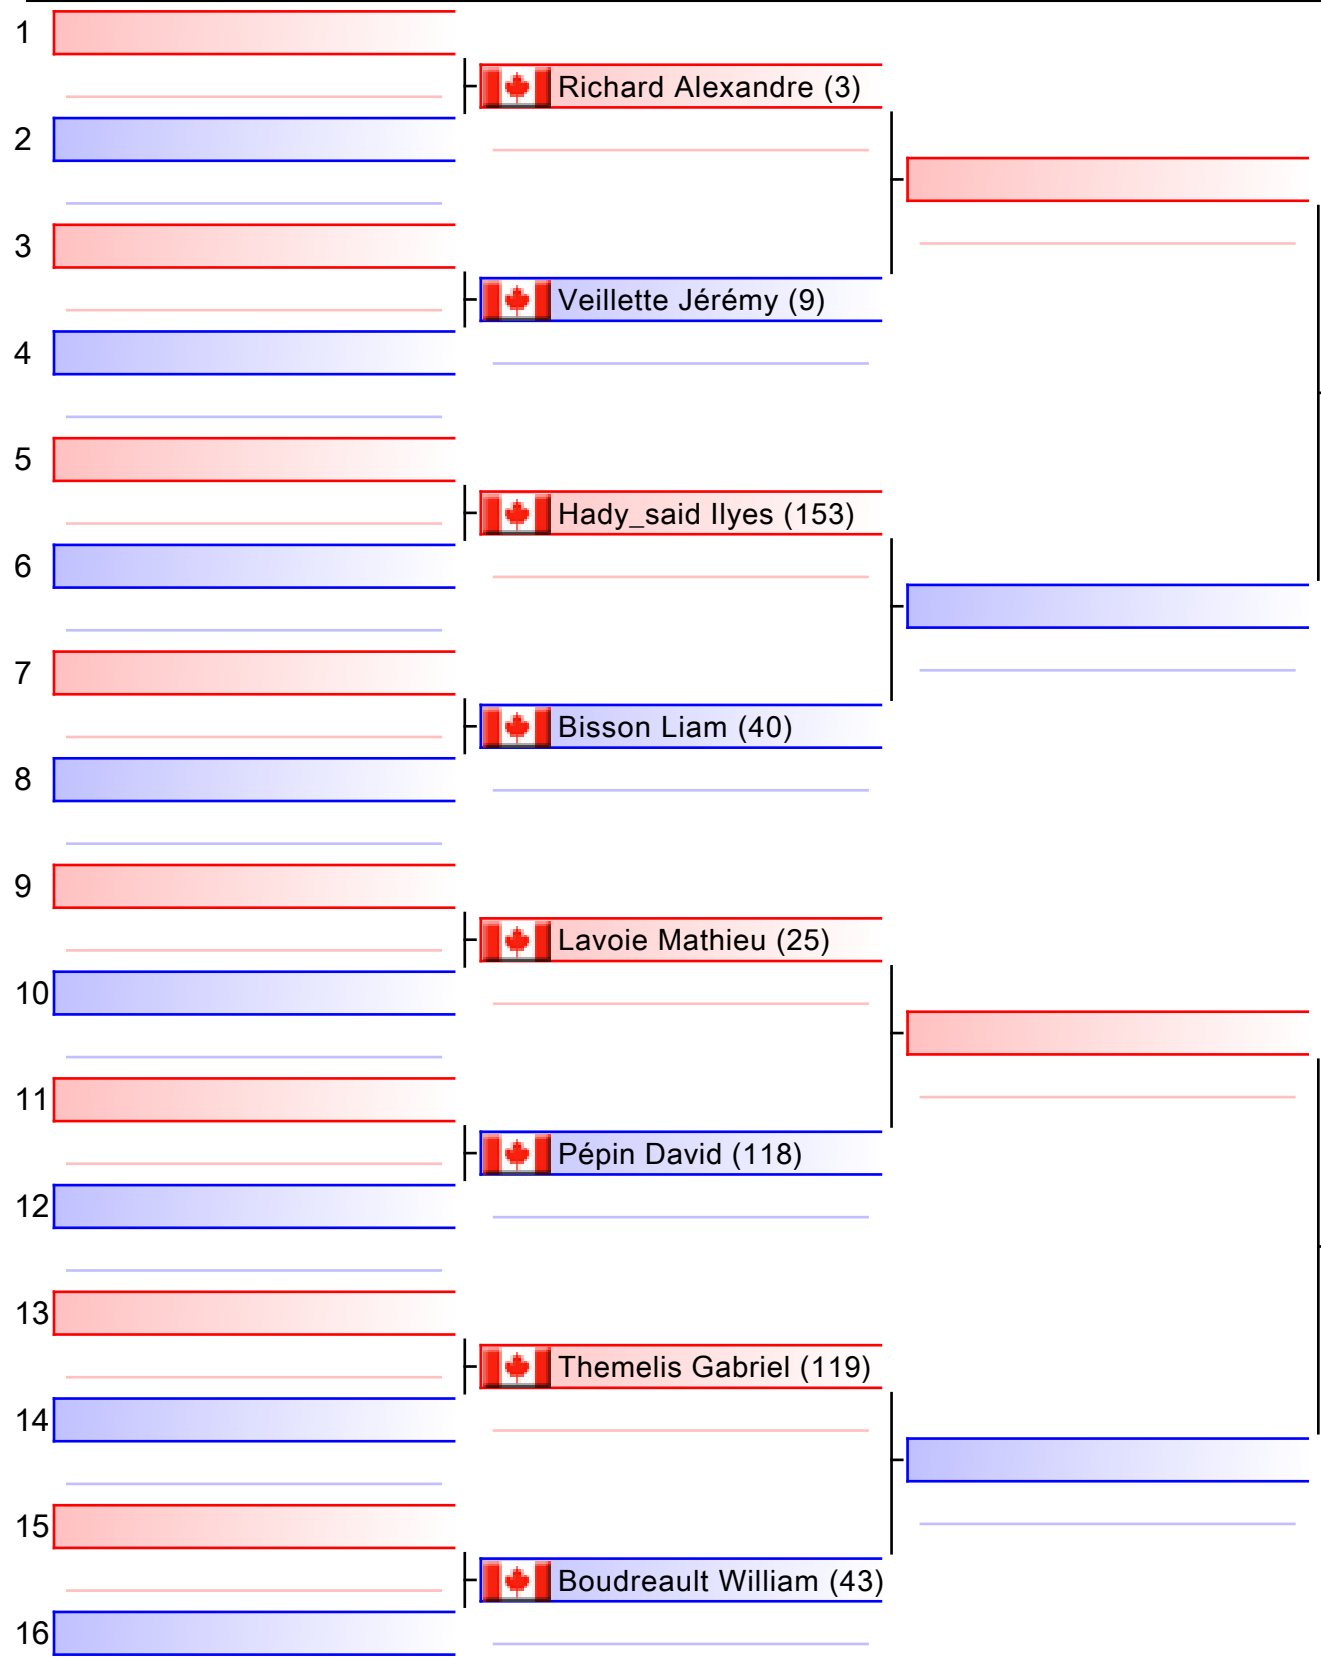 1
Richard Alexandre (3)
2
3
Veillette Jérémy (9)
4
5
Hady_said Ilyes (153)
6
7
Bisson Liam (40)
8
9
Lavoie Mathieu (25)
10
11
Pépin David (118)
12
13
Themelis Gabriel (119)
14
15
Boudreault William (43)
16